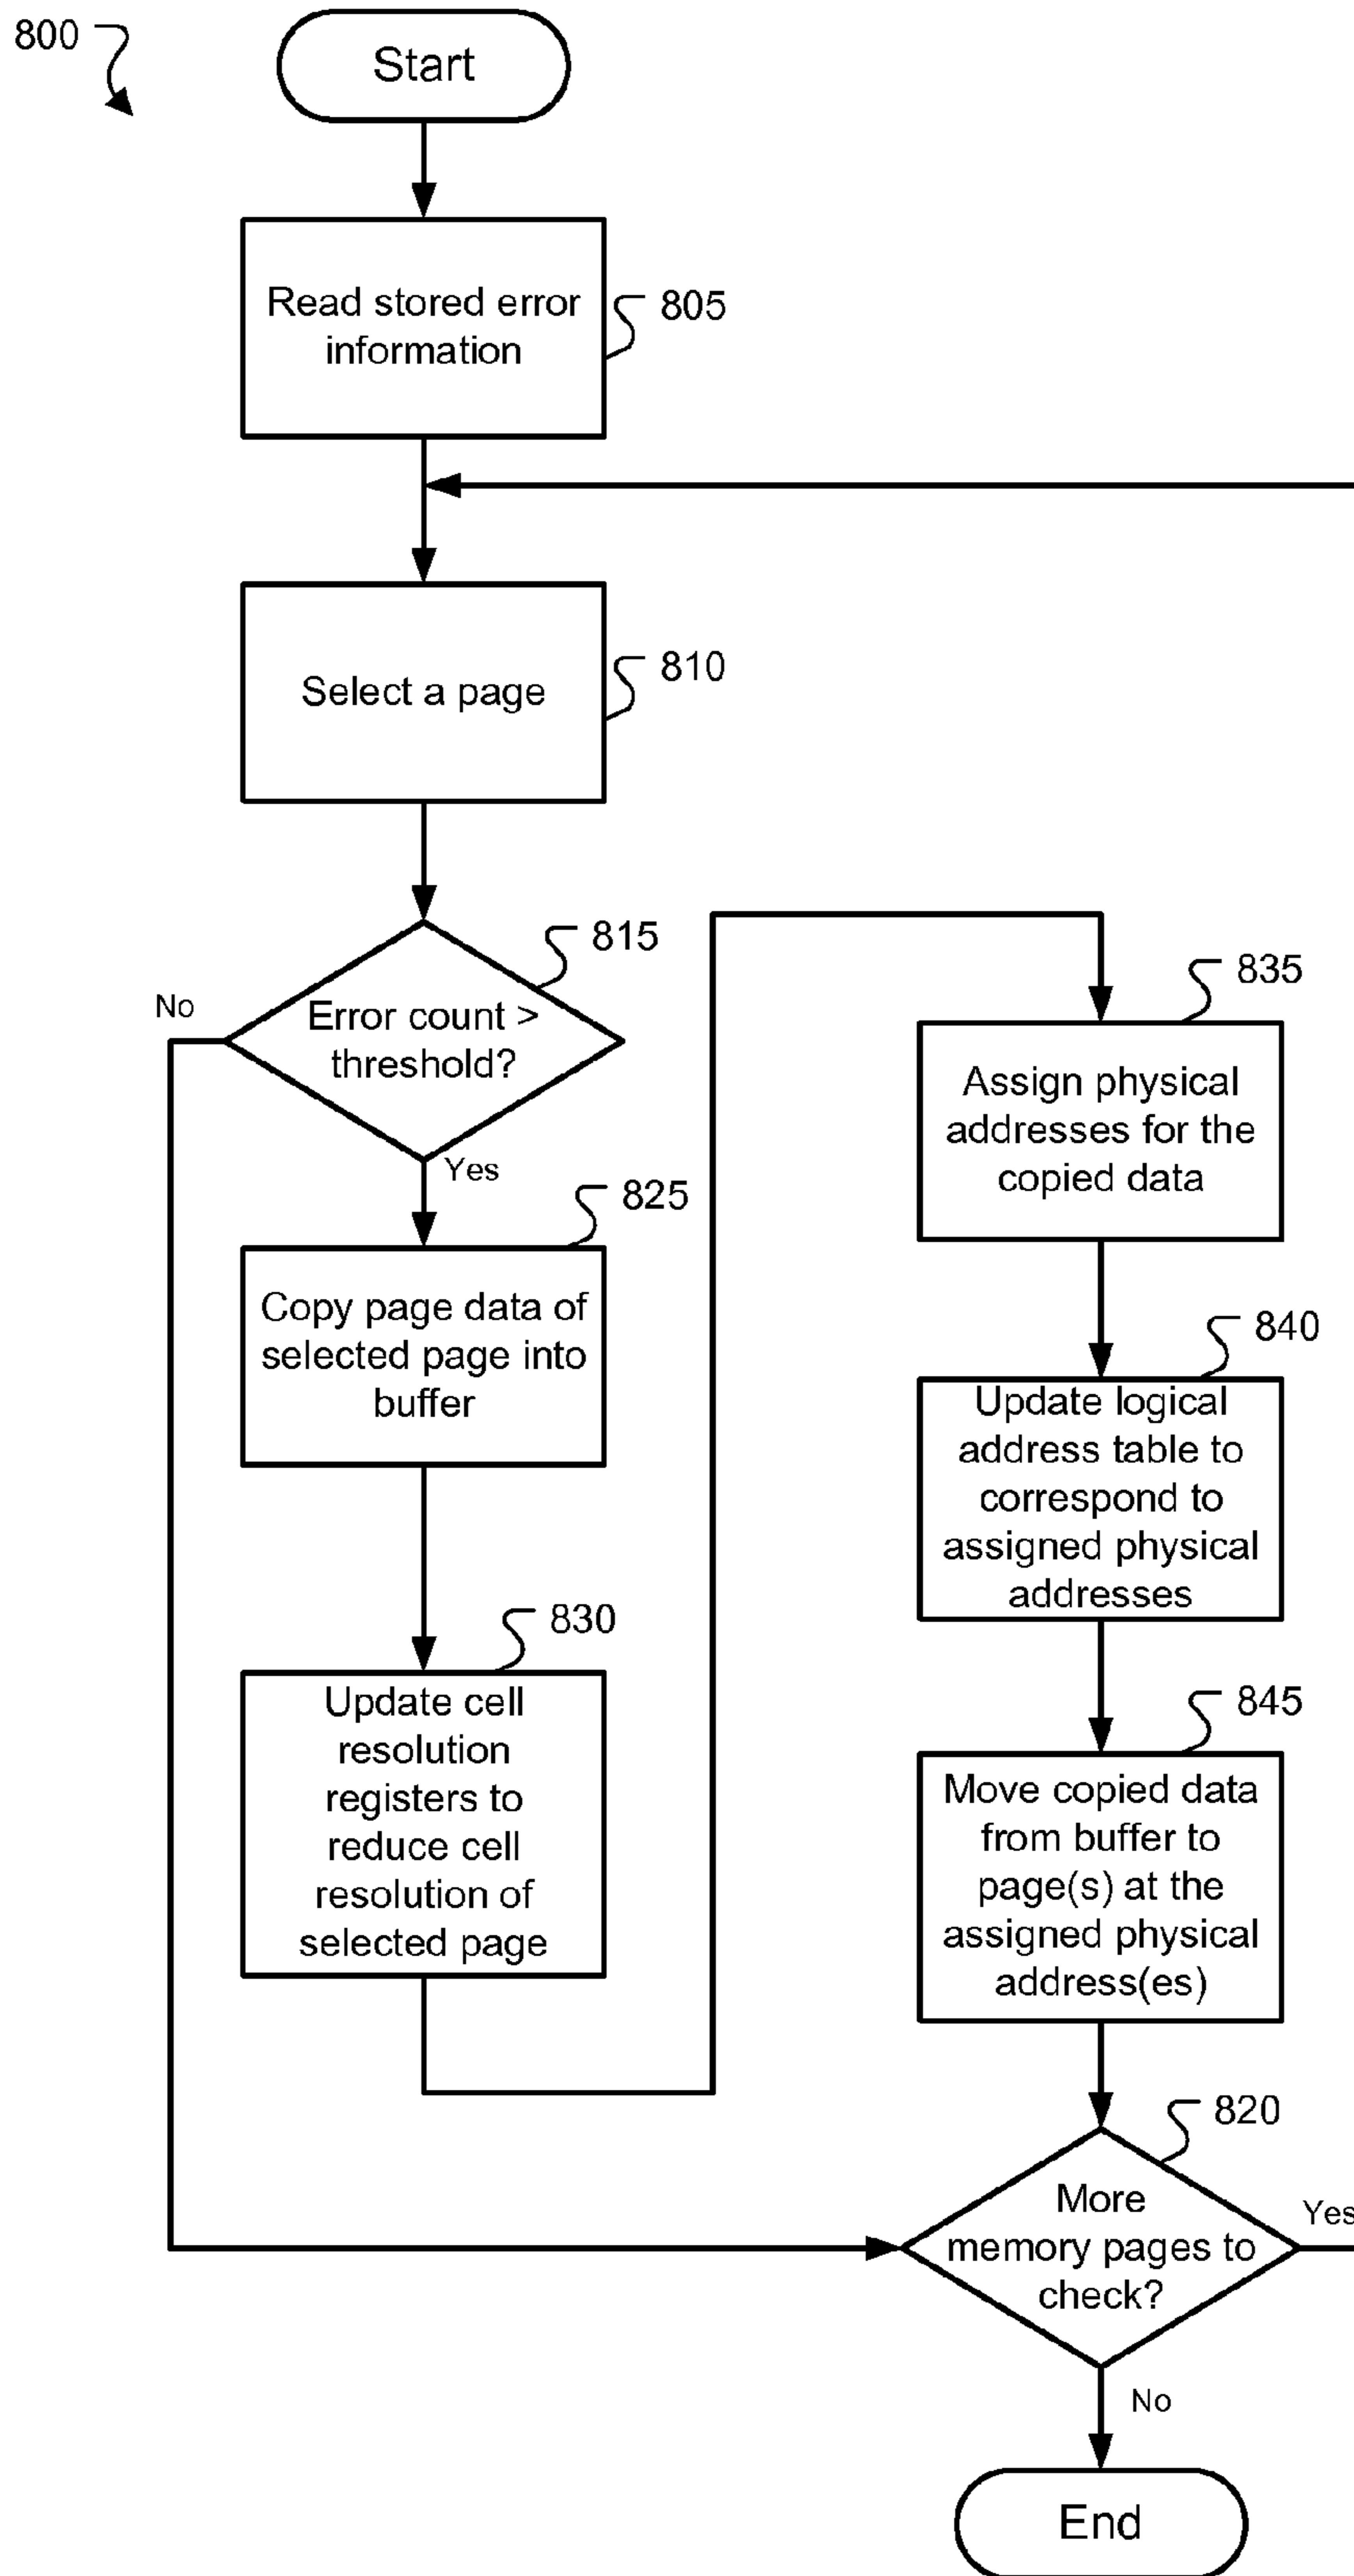 800
Start
Read stored error
information
805
Select a page
810
815
No
Error count >
threshold?
Yes
825
Copy page data of
selected page into
buffer
830
Update cell
resolution
registers to
reduce cell
resolution of
selected page
835
Assign physical
addresses for the
copied data
840
Update logical
address table to
correspond to
assigned physical
addresses
845
Move copied data
from buffer to
page(s) at the
assigned physical
address(es)
820
More
memory pages to
check?
Yes
No
End